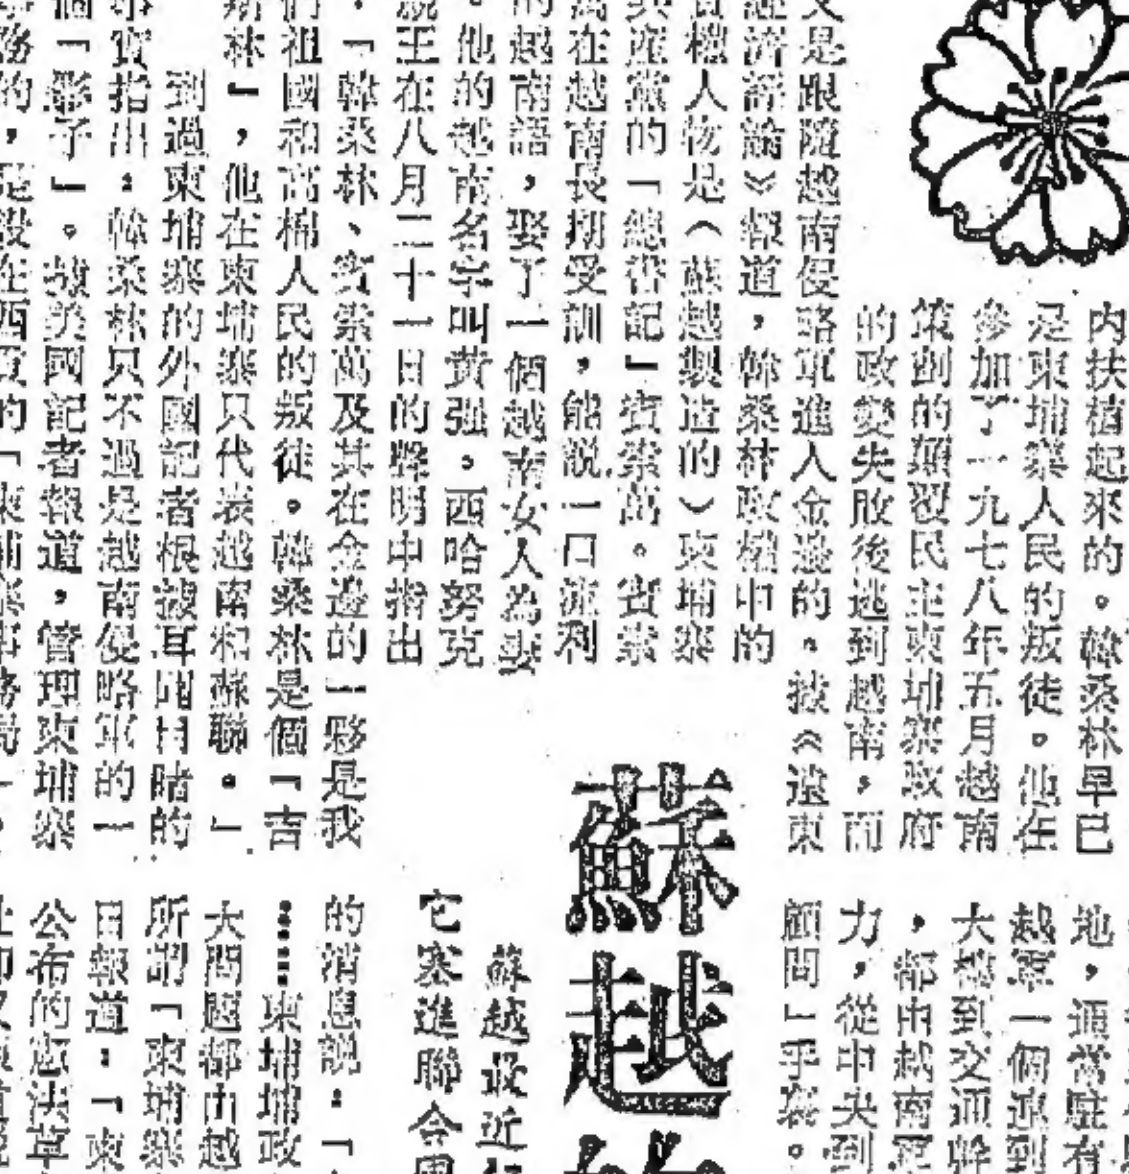 內扶植起來的。韓桑林早已
是柬埔寨人民的叛徒。他在
參加了一九七八年五月越南
策劃的顛覆民主柬埔寨政府
的政變失敗後逃到越南,而
又是跟隨越南侵略軍進入金邊的。按《遠東
經濟評論》報道,韓桑林政權中的
實權人物是(蘇越製造的)柬埔寨
共產黨的「總書記」賓索萬。賓索
萬在越南長期受訓,能說一口流利
的越南語,娶了一個越南女人為妻
。他的越南名字叫黃强。西哈努克
親王在八月二十一日的聲明中指出
,「韓桑林、賓索萬及其在金邊的一夥是我
們祖國和高棉人民的叛徒。韓桑林是個『吉
斯林』,他在柬埔寨只代表越南和蘇聯。」
到過柬埔寨的外國記者根據耳聞目睹的
事實指出:韓桑林只不過是越南侵略軍的一
個「影子」。據美國記者報道,管理柬埔寨
務的,是設在西貢的「柬埔寨事務局」,
地,通常駐有
越軍一個連到
大到交通幹
,都由越南軍
力,從中央到
顧問」手裏。
蘇越
蘇越最近
它塞進聯合國
的消息說:「
……柬埔埔政
大問題都由越
所謂「柬埔寨
日報道:「柬
公布的憲法草